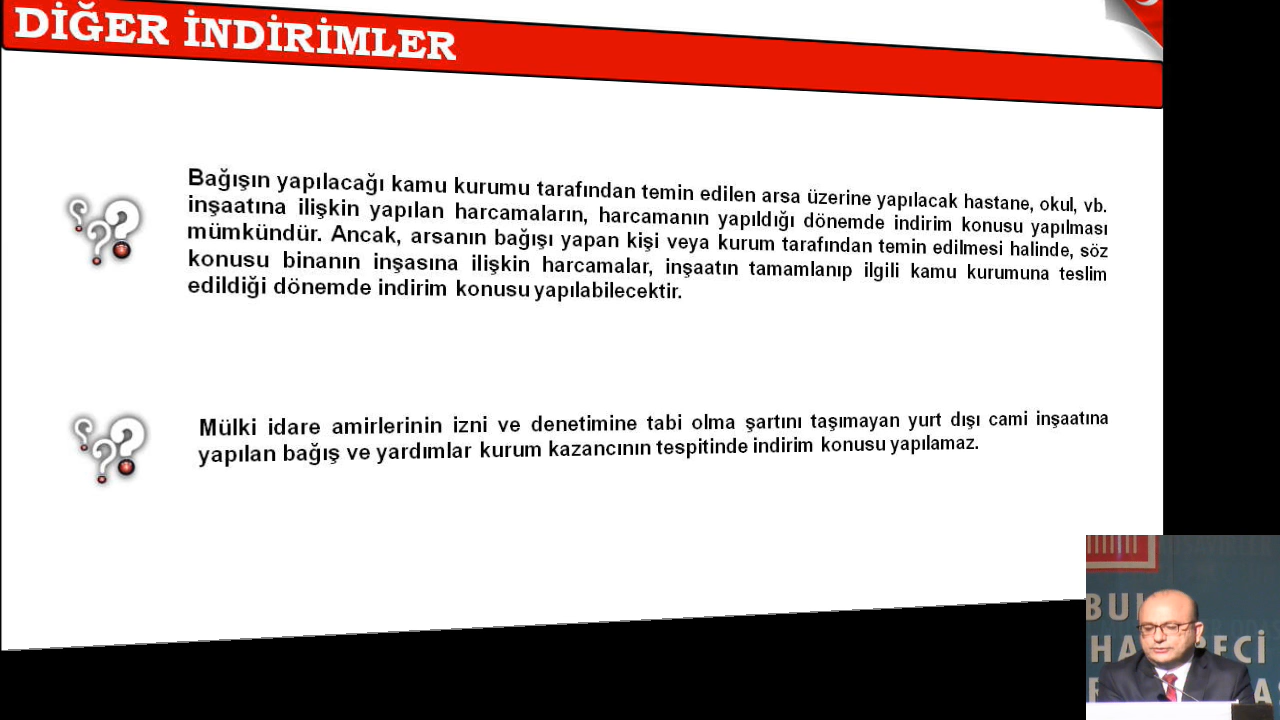 DİĞER İNDİRİMLER
Bağışın yapılacağı kamu kurumu tarafından temin edilen arsa üzerine yapılacak hastane, okul, vb.
inşaatına ilişkin yapılan harcamaların, harcamanın yapıldığı dönemde indirim konusu yapılması
mümkündür. Ancak, arsanın bağışı yapan kişi veya kurum tarafından temin edilmesi halinde, söz
konusu binanın inşasına ilişkin harcamalar, inşaatın tamamlanıp ilgili kamu kurumuna teslim
edildiği dönemde indirim konusu yapılabilecektir.
Mülki idare amirlerinin izni ve denetimine tabi olma şartını taşımayan yurt dışı cami inşaatına
yapılan bağış ve yardımlar kurum kazancının tespitinde indirim konusu yapılamaz.